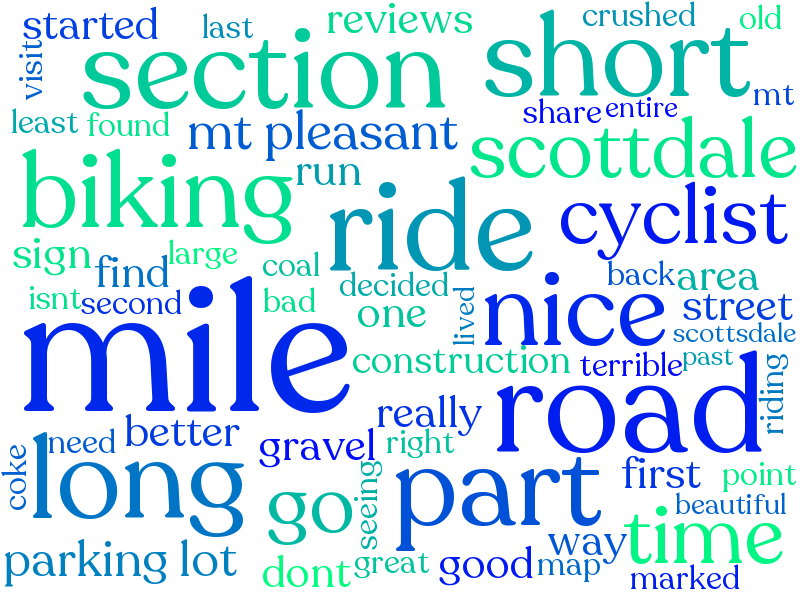 started
last
reviews
crushed
old
visit
section
short
mt
least
found
mt pleasant
share
entire
scottdale
biking
run
ride
cyclist
sign
large
find
coal
decided
back
area
isnt
second
bad
one
lived
nice
street
scottsdale
mile
construction
terrible
past
riding
road
really
need
better
gravel
right
coke
long
go
seeing
part
first
point
beautiful
time
parking lot
dont
great
good
way
map
marked